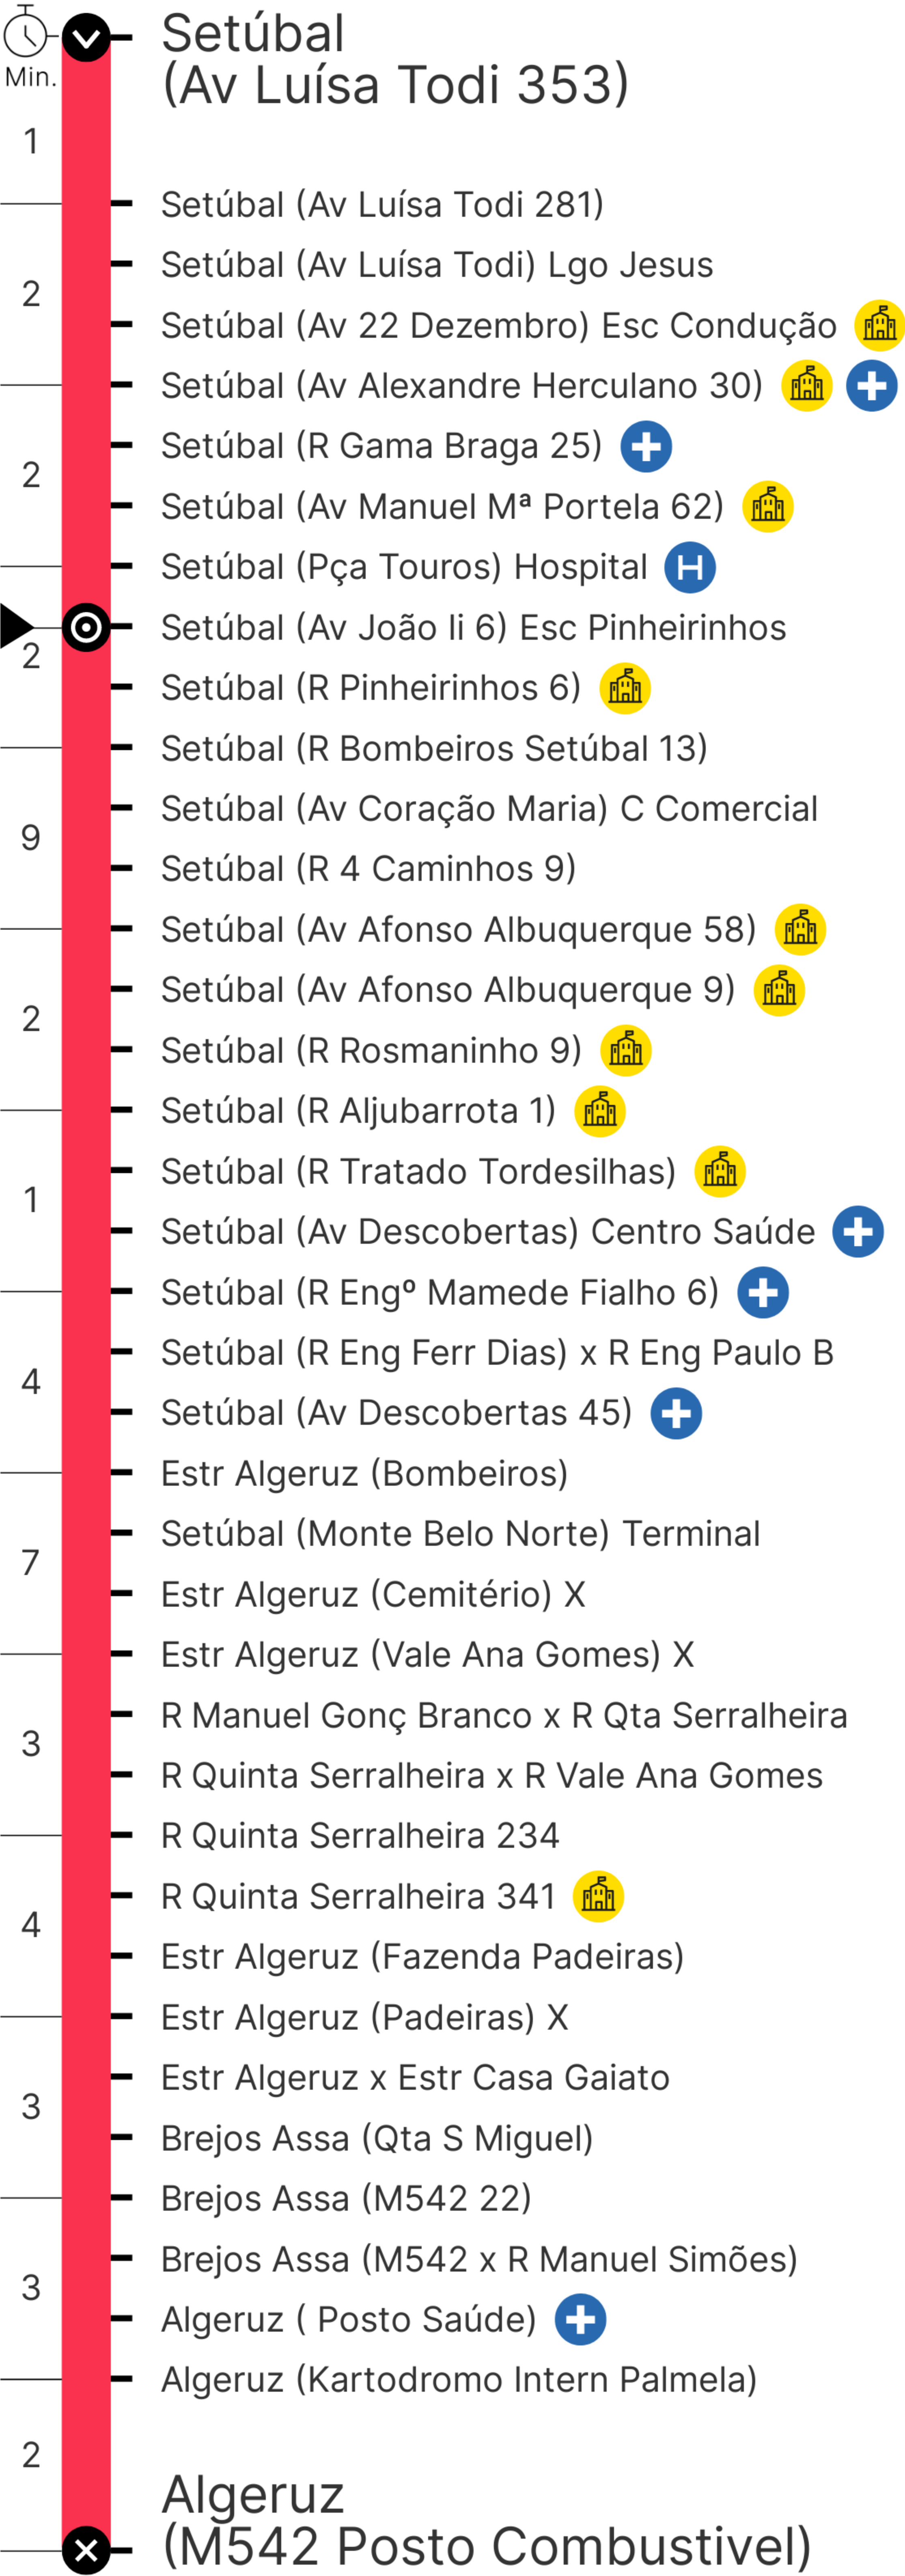 Setúbal
(Av Luísa Todi 353)
Min.
1
Setúbal (Av Luísa Todi 281)
Setúbal (Av Luísa Todi) Lgo Jesus
2
Setúbal (Av 22 Dezembro) Esc Condução
Setúbal (Av Alexandre Herculano 30)
Setúbal (R Gama Braga 25)
2
Setúbal (Av Manuel Mª Portela 62)
Setúbal (Pça Touros) Hospital
H
Setúbal (Av João Ii 6) Esc Pinheirinhos
2
Setúbal (R Pinheirinhos 6)
Setúbal (R Bombeiros Setúbal 13)
Setúbal (Av Coração Maria) C Comercial
9
Setúbal (R 4 Caminhos 9)
Setúbal (Av Afonso Albuquerque 58)
Setúbal (Av Afonso Albuquerque 9)
2
Setúbal (R Rosmaninho 9)
Setúbal (R Aljubarrota 1)
Setúbal (R Tratado Tordesilhas)
1
Setúbal (Av Descobertas) Centro Saúde
Setúbal (R Engº Mamede Fialho 6)
Setúbal (R Eng Ferr Dias) x R Eng Paulo B
4
Setúbal (Av Descobertas 45)
Estr Algeruz (Bombeiros)
Setúbal (Monte Belo Norte) Terminal
7
Estr Algeruz (Cemitério) X
Estr Algeruz (Vale Ana Gomes) X
R Manuel Gonç Branco x R Qta Serralheira
3
R Quinta Serralheira x R Vale Ana Gomes
R Quinta Serralheira 234
R Quinta Serralheira 341
4
Estr Algeruz (Fazenda Padeiras)
Estr Algeruz (Padeiras) X
Estr Algeruz x Estr Casa Gaiato
3
Brejos Assa (Qta S Miguel)
Brejos Assa (M542 22)
Brejos Assa (M542 x R Manuel Simões)
3
Algeruz ( Posto Saúde)
Algeruz (Kartodromo Intern Palmela)
2
Algeruz
(M542 Posto Combustivel)